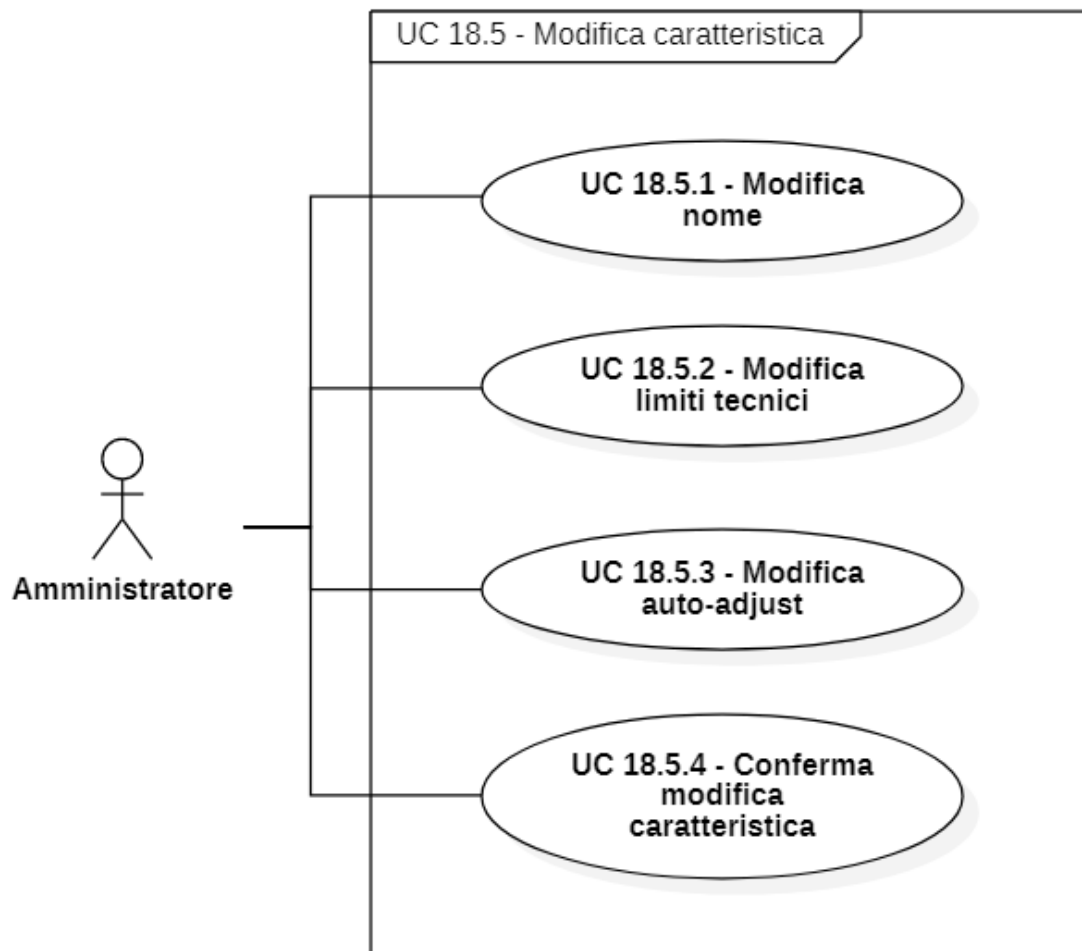 UC 18.5 - Modifica caratteristica
UC 18.5.1 - Modifica
nome
UC 18.5.2 - Modifica
limiti tecnici
Amministratore
UC 18.5.3 - Modifica
auto-adjust
UC 18.5.4 - Conferma
modifica
caratteristica